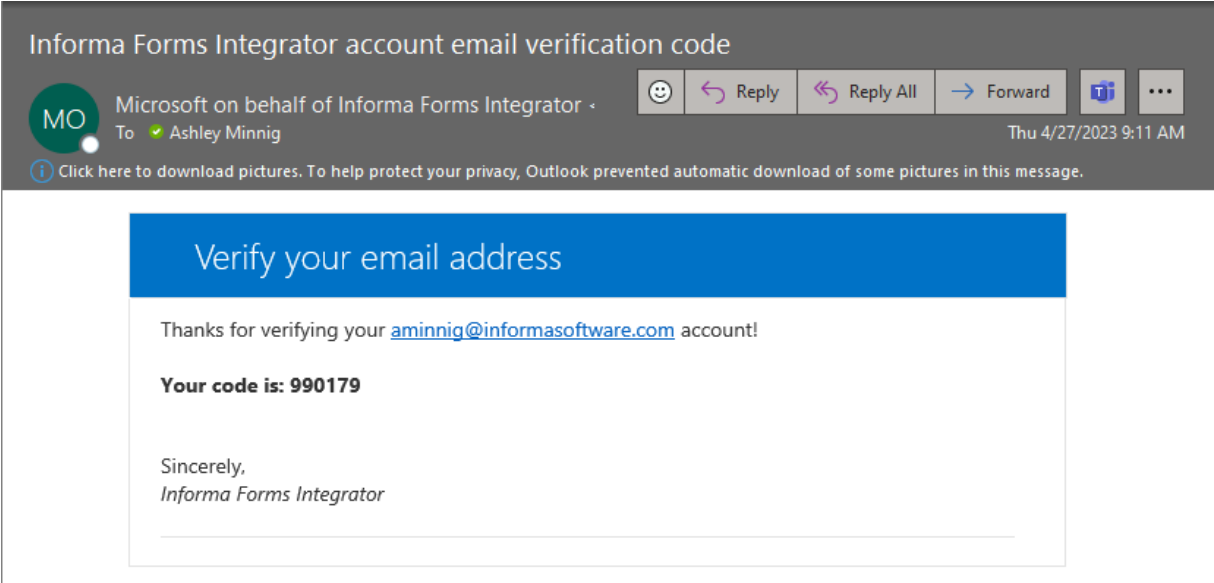 Informa Forms Integrator account email verification code
MO
Microsoft on behalf of Informa Forms Integrator <
Reply
Reply All
Forward
To Ashley Minnig
Thu 4/27/2023 9:11 AM
Click here to download pictures. To help protect your privacy, Outlook prevented automatic download of some pictures in this message.
Verify your email address
Thanks for verifying your aminnig@informasoftware.com account!
Your code is: 990179
Sincerely,
Informa Forms Integrator